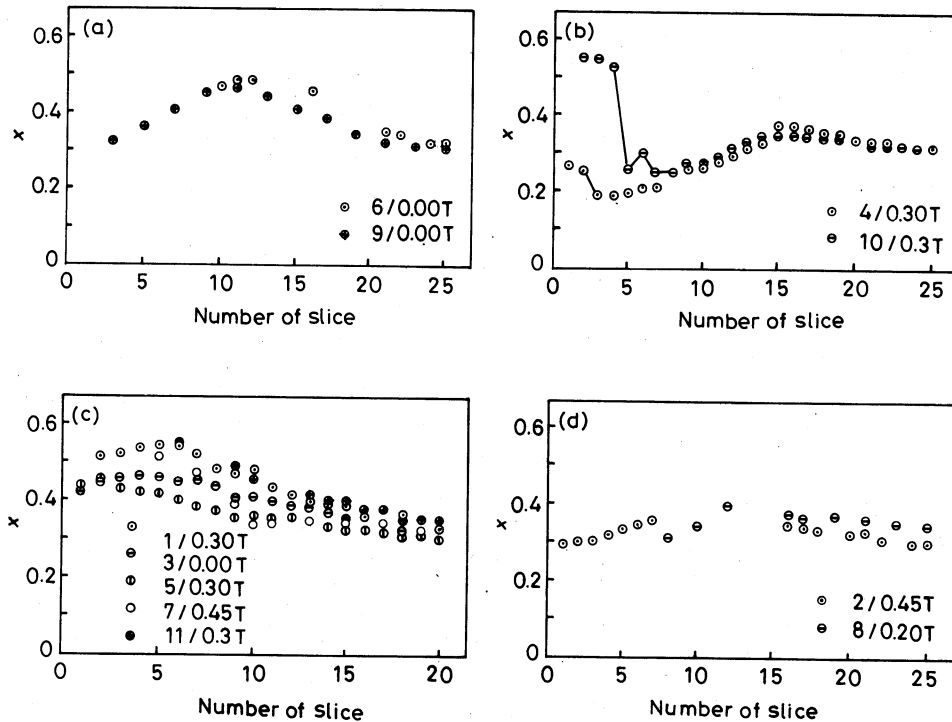 (a)
0.6
0.4
0.2
0
x
0 5 10 15 20 25
Number of slice
6/0.00T
9/0.00T
(b)
0.6
0.4
0.2
0
x
0 5 10 15 20 25
Number of slice
4/0.30T
10/0.3T
(c)
0.6
0.4
0.2
0
x
0 5 10 15 20
Number of slice
1/0.30T
3/0.00T
5/0.30T
7/0.45T
11/0.3T
(d)
0.6
0.4
0.2
0
x
0 5 10 15 20 25
Number of slice
2/0.45T
8/0.20T